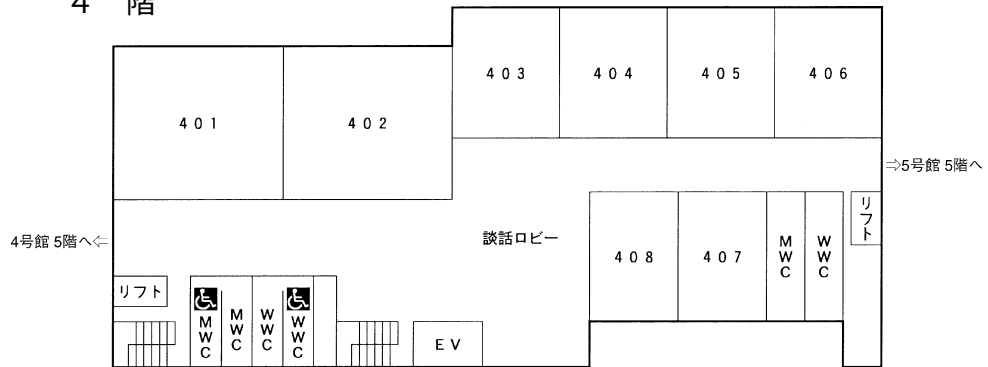 ４　階
４０３
４０４
４０５
４０６
４０１
４０２
⇒5号館 5階へ
4号館 5階へ⇐
談話ロビー
リフト
４０８
４０７
MWC
WWC
リフト
MWC
MWC
WWC
WWC
ＥＶ